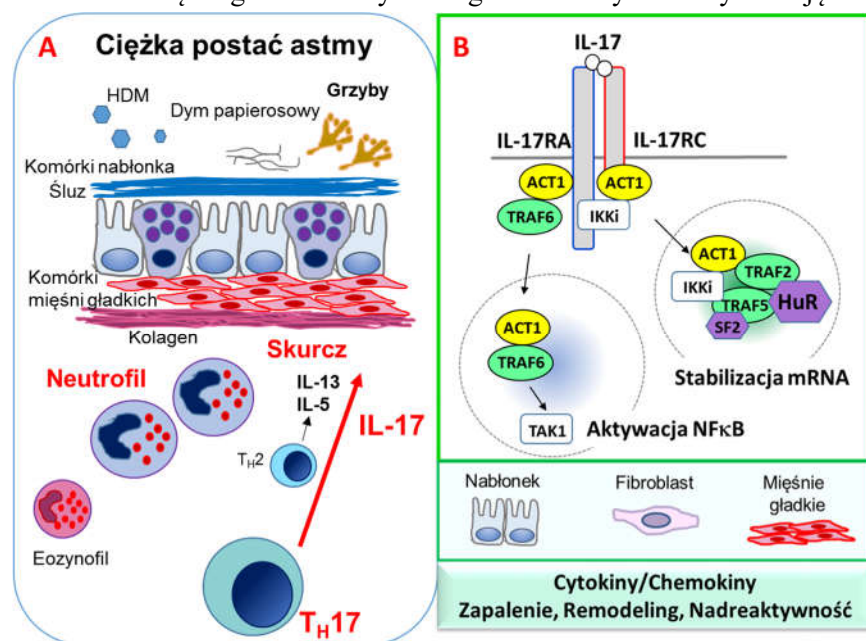 A
Ciężka postać astmy
HDM
Dym papierosowy
Grzyby
Komórki nabłonka
Śluz
Komórki
mięśni gładkich
Kolagen
Skurcz
Neutrofil
IL-13
IL-5
IL-17
TH2
Eozynofil
TH17
B
IL-17
IL-17RA
IL-17RC
ACT1
ACT1
TRAF6
IKKi
ACT1
TRAF2
IKKi
TRAF5
HuR
SF2
ACT1
TRAF6
Stabilizacja mRNA
TAK1
Aktywacja NFκB
Nabłonek
Fibroblast
Mięśnie
gładkie
Cytokiny/Chemokiny
Zapalenie, Remodeling, Nadreaktywność